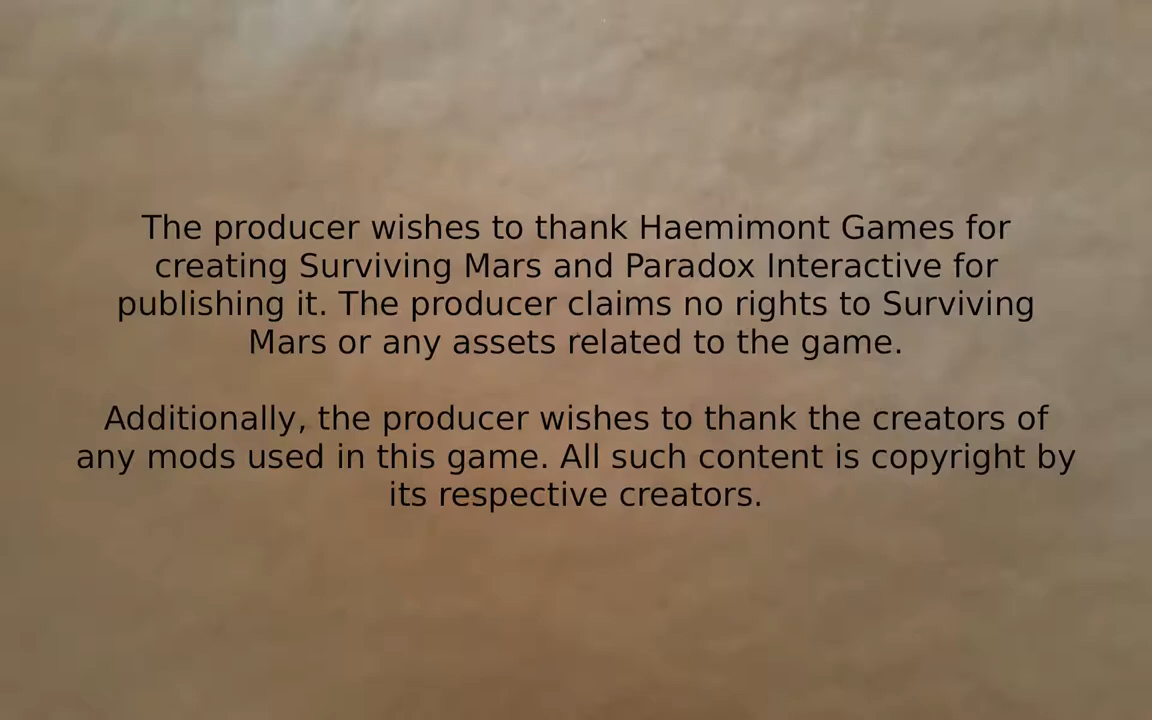 The producer wishes to thank Haemimont Games for
creating Surviving Mars and Paradox Interactive for
publishing it. The producer claims no rights to Surviving
Mars or any assets related to the game.
Additionally, the producer wishes to thank the creators of
any mods used in this game. All such content is copyright by
its respective creators.